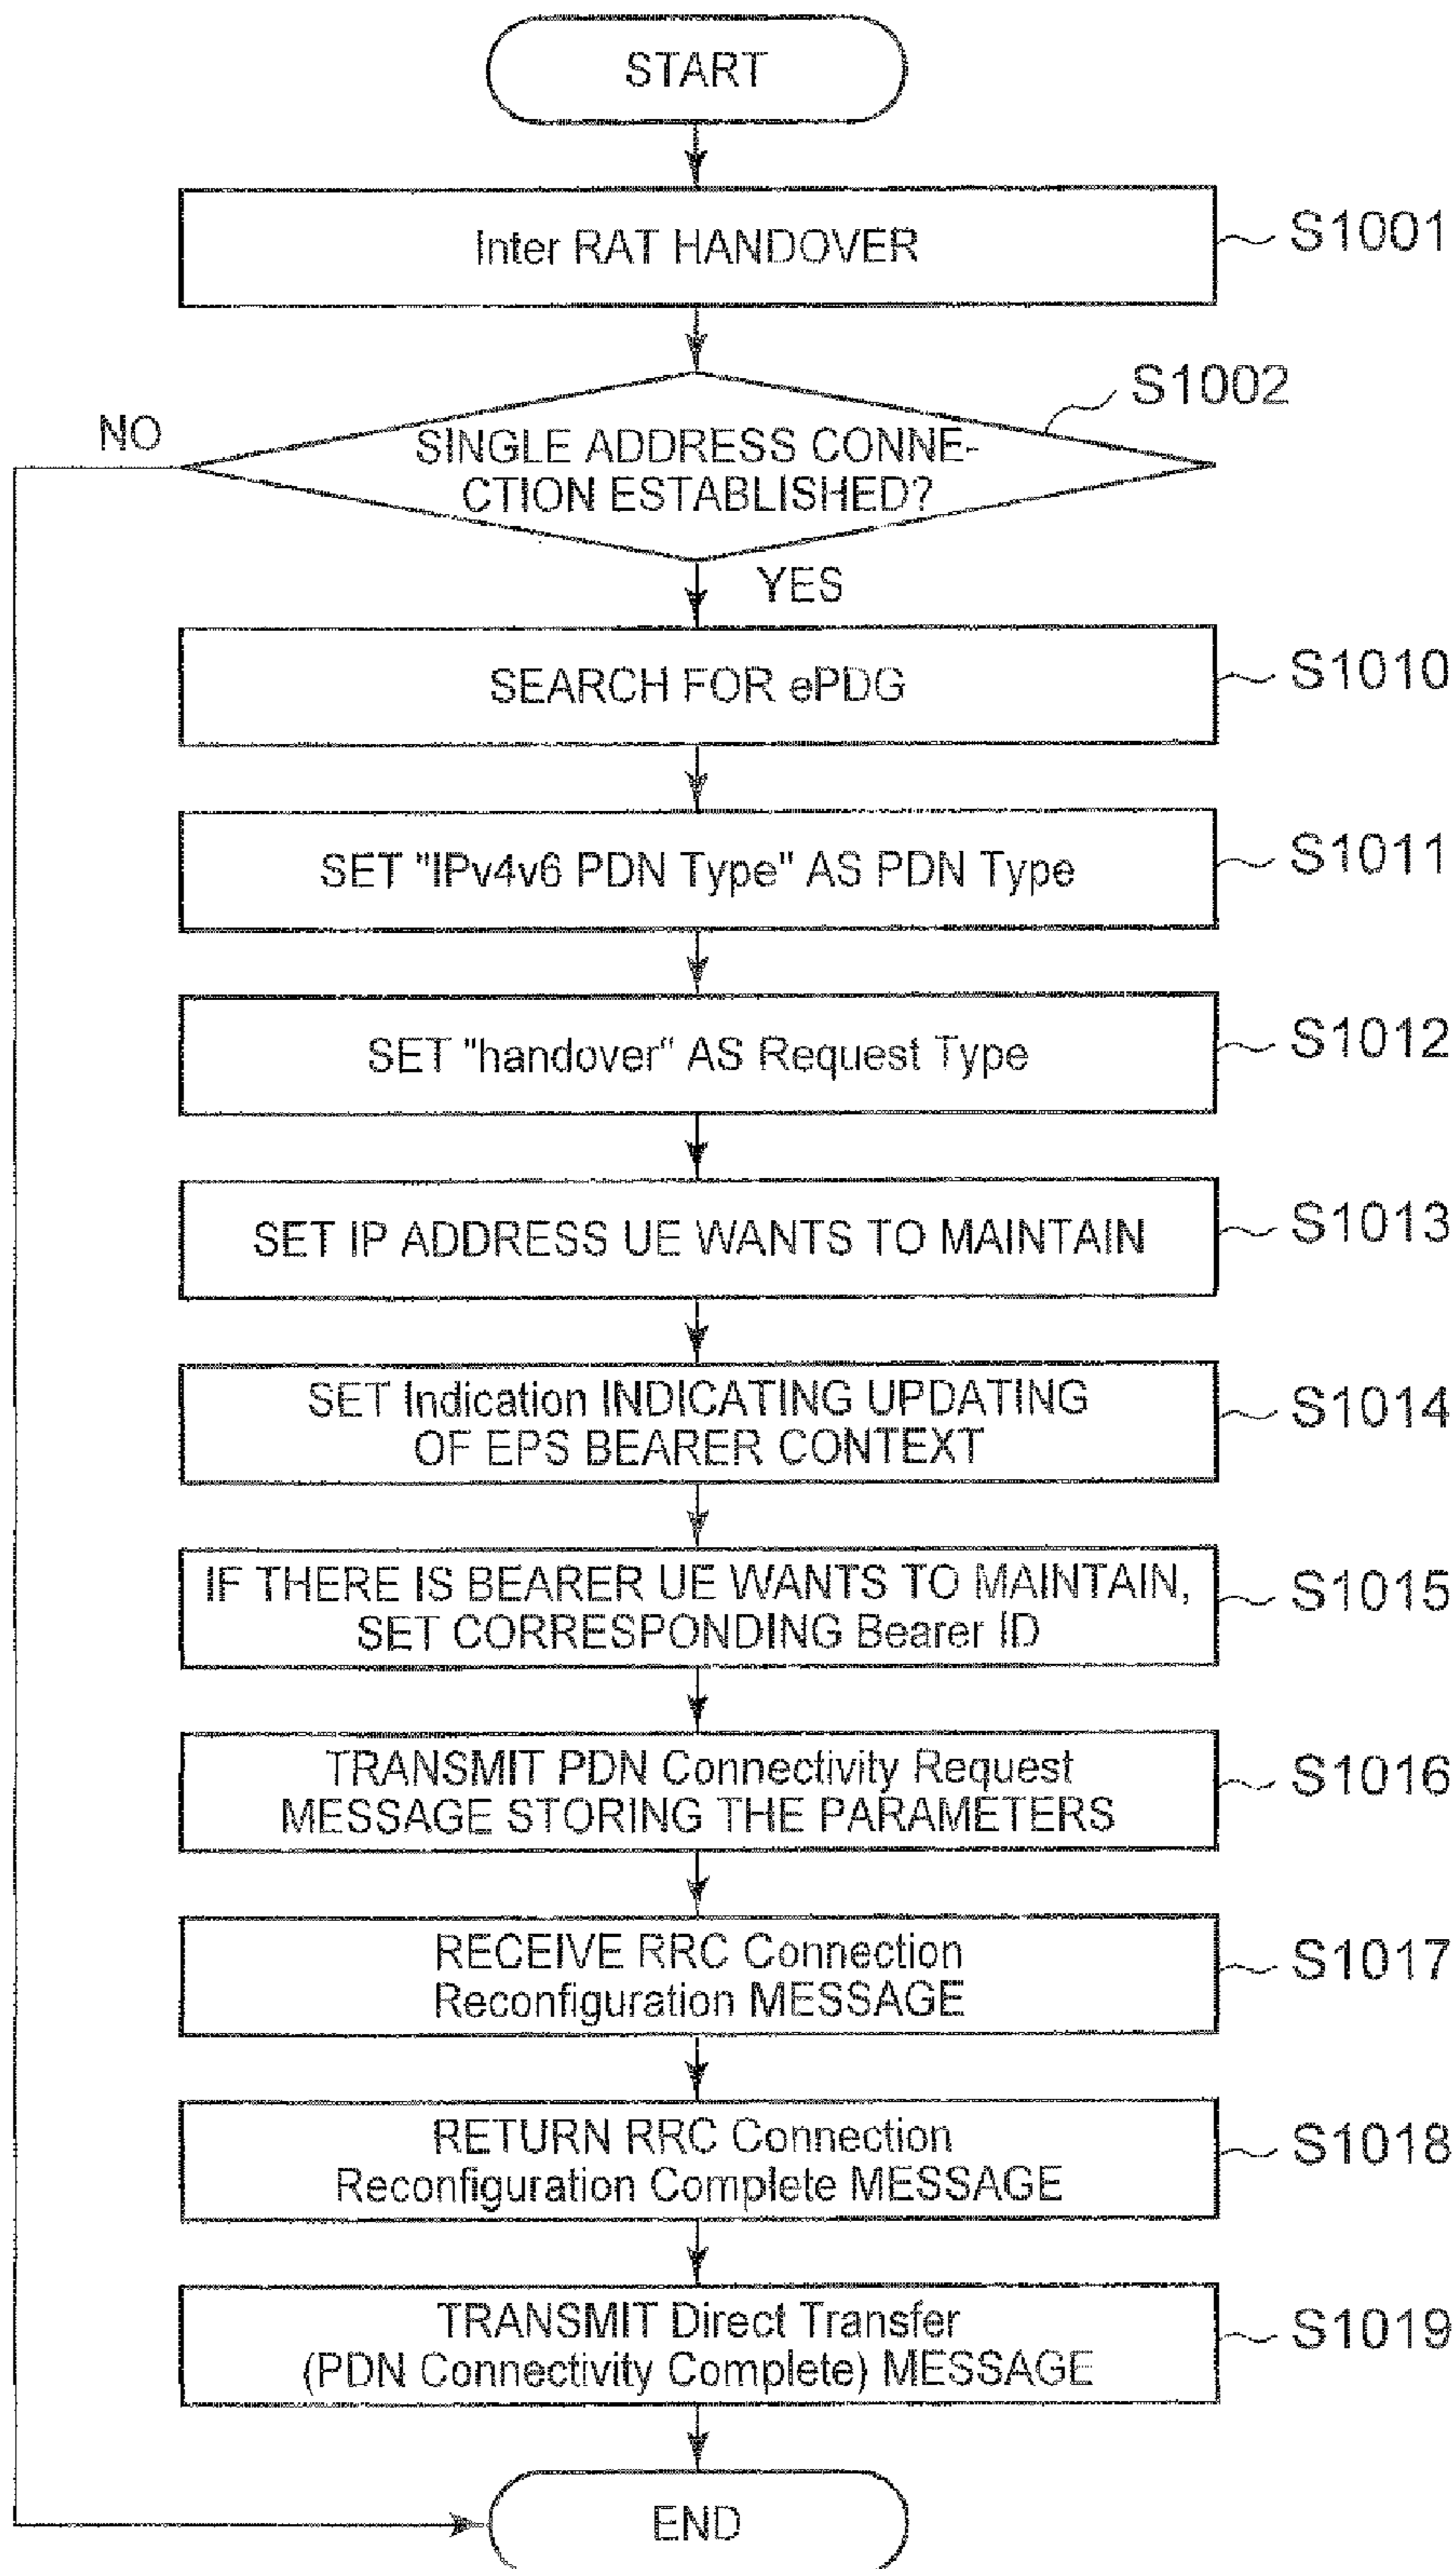 START
Inter RAT HANDOVER
S1001
S1002
NO
SINGLE ADDRESS CONNE-
CTION ESTABLISHED?
YES
SEARCH FOR ePDG
S1010
SET "IPv4v6 PDN Type" AS PDN Type
S1011
SET "handover" AS Request Type
S1012
SET IP ADDRESS UE WANTS TO MAINTAIN
S1013
SET Indication INDICATING UPDATING
OF EPS BEARER CONTEXT
S1014
IF THERE IS BEARER UE WANTS TO MAINTAIN,
SET CORRESPONDING Bearer ID
S1015
TRANSMIT PDN Connectivity Request
MESSAGE STORING THE PARAMETERS
S1016
RECEIVE RRC Connection
Reconfiguration MESSAGE
S1017
RETURN RRC Connection
Reconfiguration Complete MESSAGE
S1018
TRANSMIT Direct Transfer
(PDN Connectivity Complete) MESSAGE
S1019
END